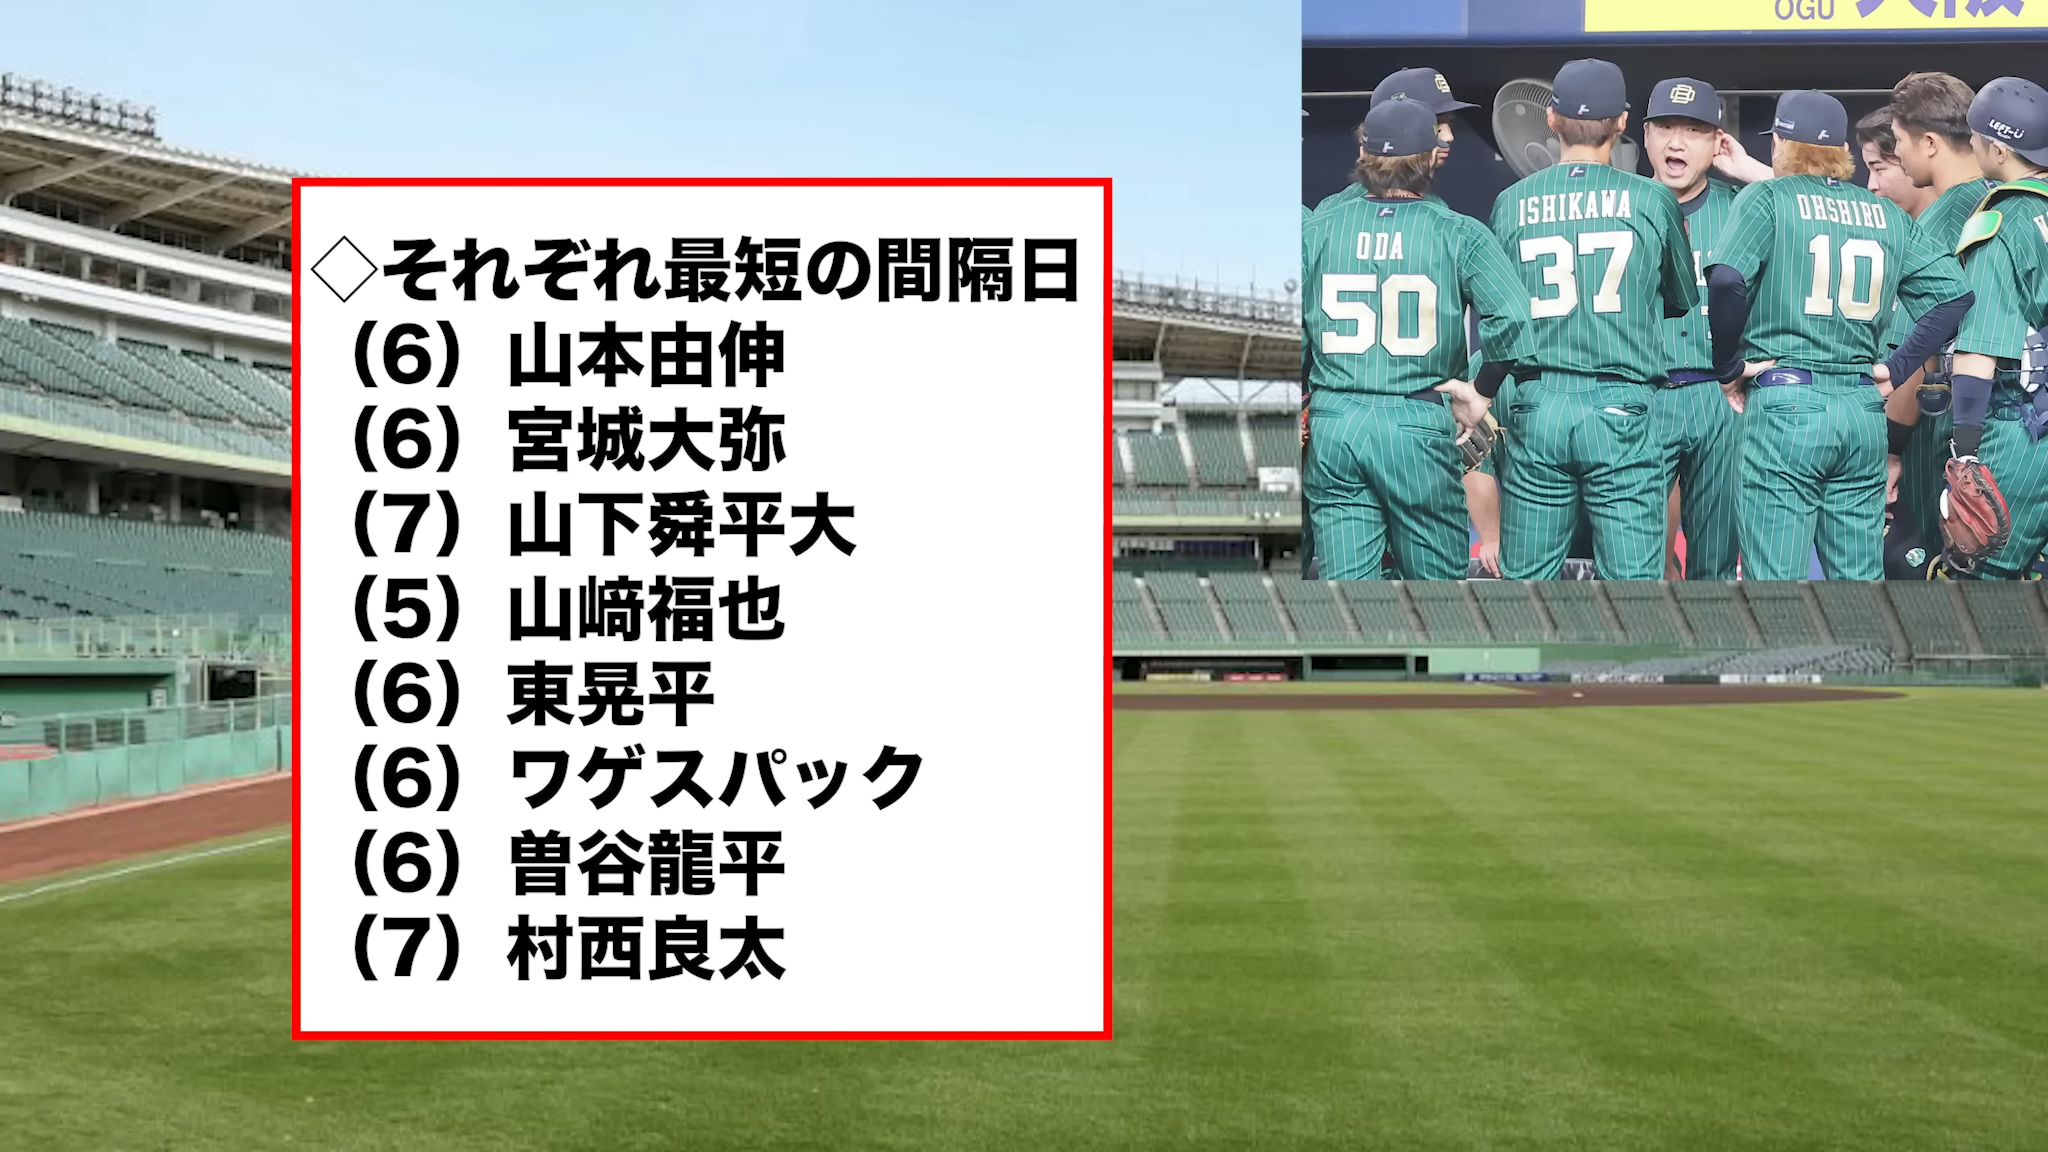 ◇それぞれ最短の間隔日
(6) 山本由伸
(6) 宮城大弥
(7) 山下舜平大
(5) 山﨑福也
(6) 東晃平
(6) ワゲスパック
(6) 曽谷龍平
(7) 村西良太
OGU
ODA
50
ISHIKAWA
37
OHSHIRO
10
LEFT-U